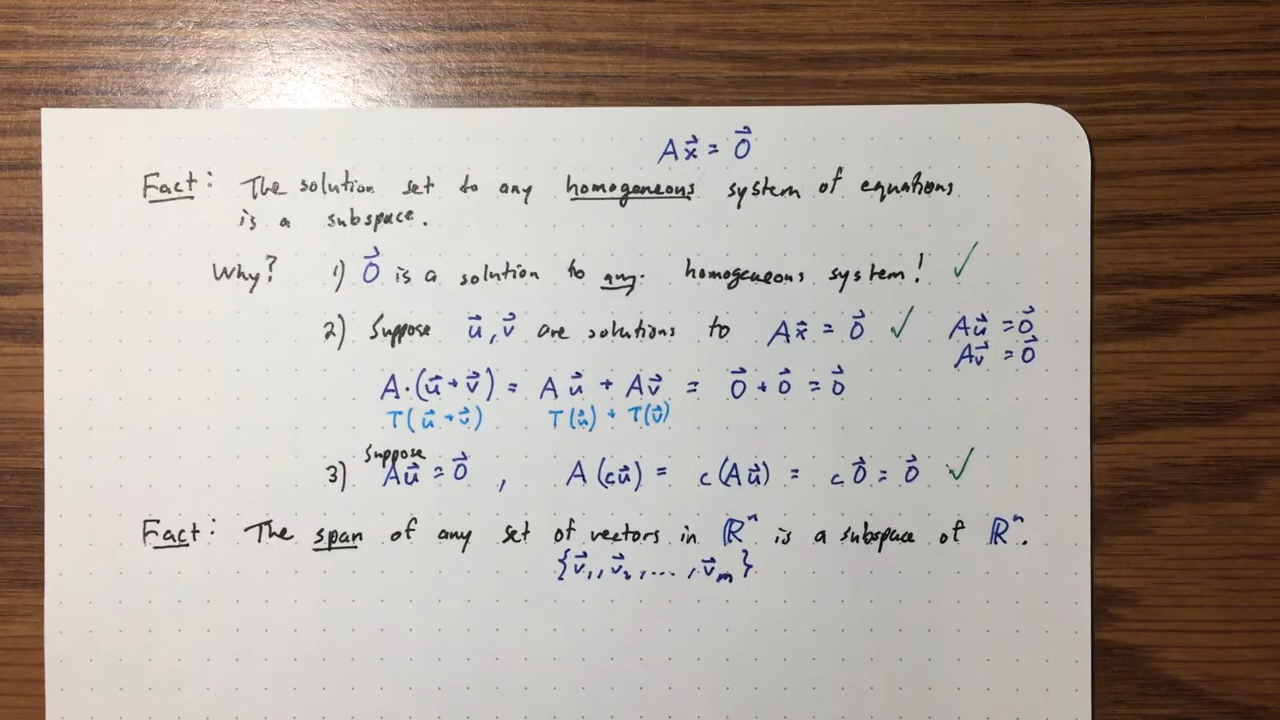 A x⃗ = 0⃗
Fact: The solution set to any homogeneous system of equations
is a subspace.
Why? 1) 0⃗ is a solution to any homogeneous system! ✓
2) Suppose u⃗, v⃗ are solutions to Ax⃗ = 0⃗ ✓ Au⃗ = 0⃗
Av⃗ = 0⃗
A·(u⃗+v⃗) = Au⃗ + Av⃗ = 0⃗ + 0⃗ = 0⃗
T(u⃗+v⃗) T(u⃗) + T(v⃗)
3) Suppose Au⃗ = 0⃗, A(cu⃗) = c(Au⃗) = c0⃗ = 0⃗ ✓
Fact: The span of any set of vectors in ℝⁿ is a subspace of ℝⁿ.
{v⃗₁, v⃗₂, ..., v⃗ₘ}